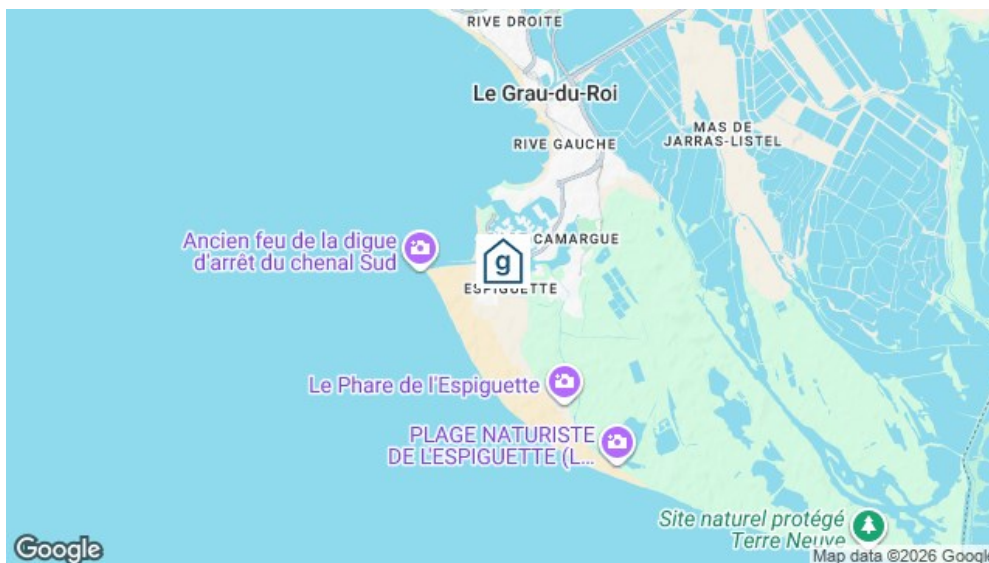 RIVE DROITE
Le Grau-du-Roi
MAS DE
JARRAS-LISTEL
RIVE GAUCHE
Ancien feu de la digue
d'arrêt du chenal Sud
CAMARGUE
g
ESPIGUETTE
Le Phare de l'Espiguette
PLAGE NATURISTE
DE L'ESPIGUETTE (L...
Site naturel protégé
Terre Neuve
Google
Map data ©2026 Google